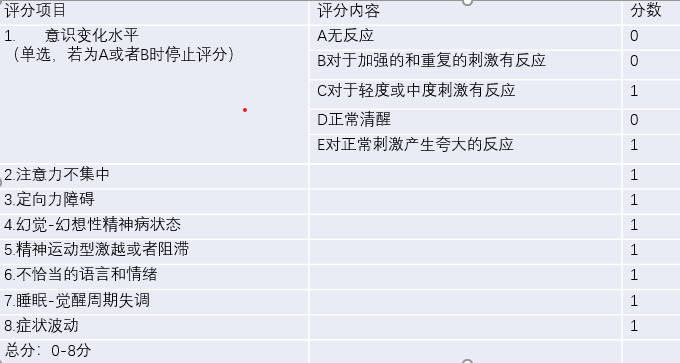 评分项目 评分内容 分数
1. 意识变化水平 A无反应 0
（单选，若为A或者B时停止评分） B对于加强的和重复的刺激有反应 0
C对于轻度或中度刺激有反应 1
D正常清醒 0
E对正常刺激产生夸大的反应 1
2.注意力不集中 1
3.定向力障碍 1
4.幻觉-幻想性精神病状态 1
5.精神运动型激越或者阻滞 1
6.不恰当的语言和情绪 1
7.睡眠-觉醒周期失调 1
8.症状波动 1
总分：0-8分